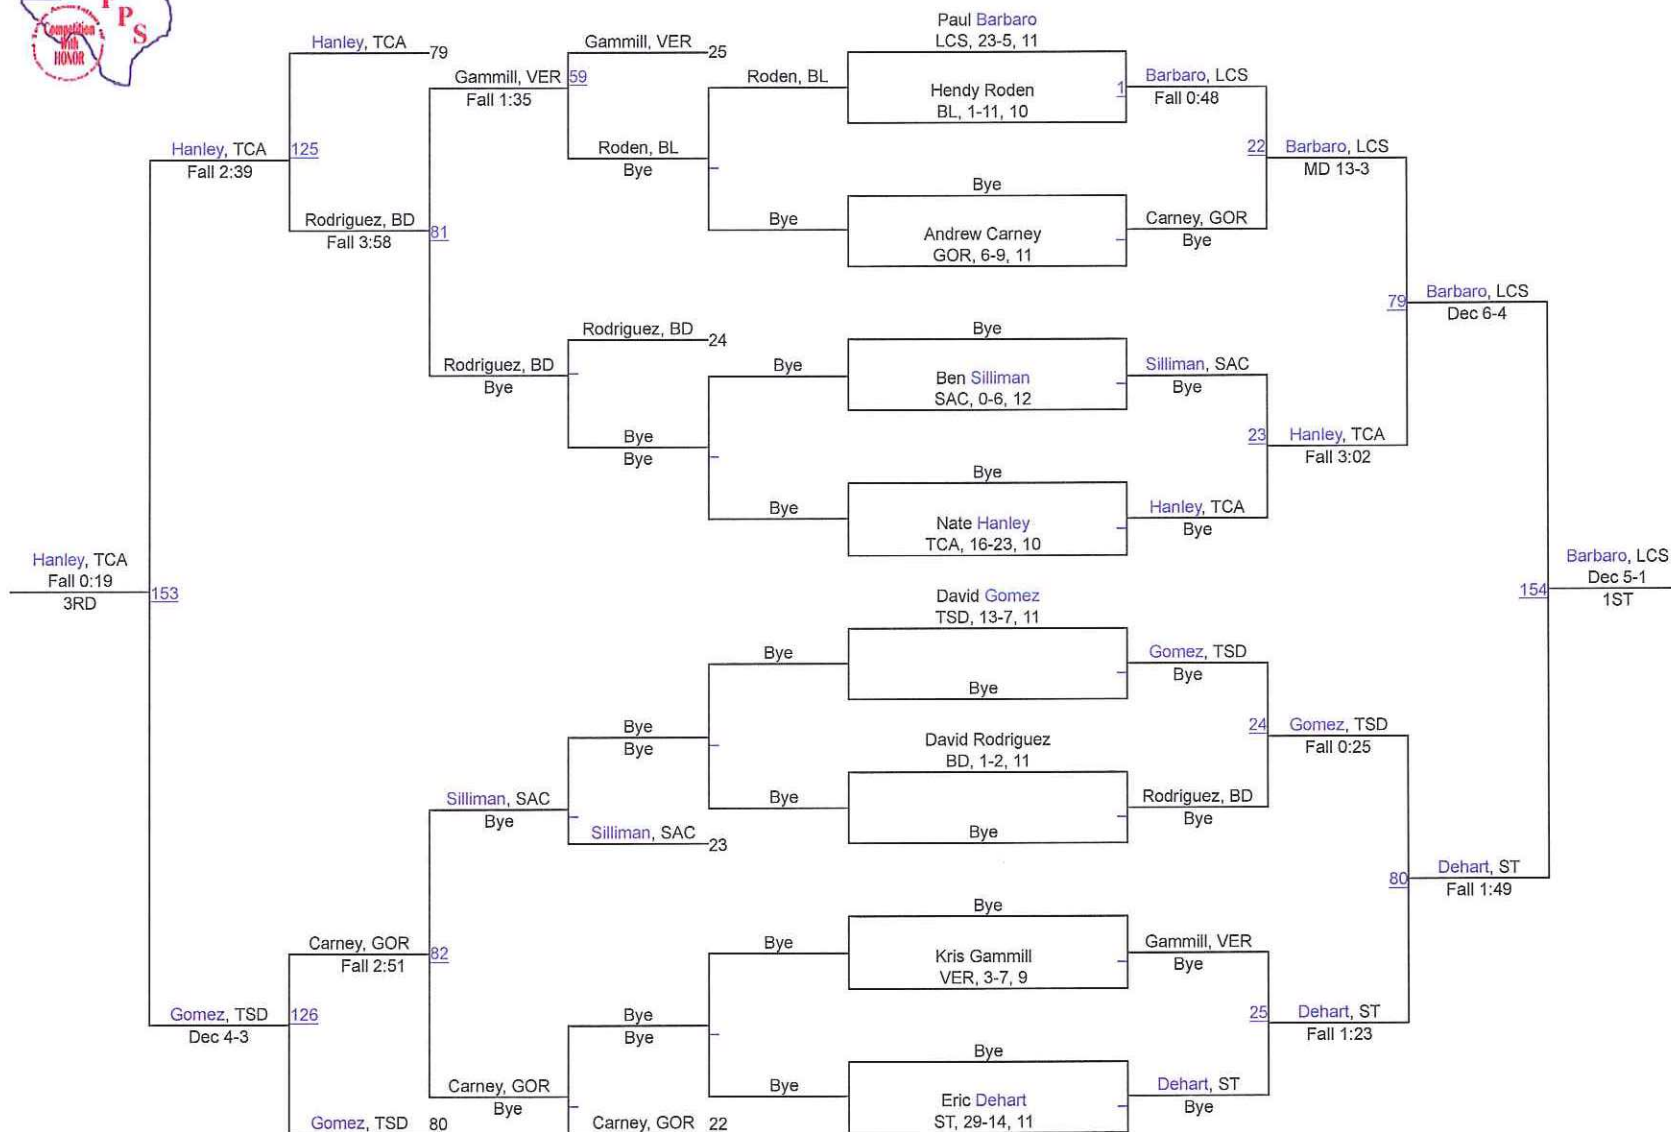 P
S
Competition
With
HONOR
Paul Barbaro
LCS, 23-5, 11
Hanley, TCA 79
Gammill, VER 25
Gammill, VER 59
Fall 1:35
Roden, BL
Hendy Roden
BL, 1-11, 10
1
Barbaro, LCS
Fall 0:48
Hanley, TCA
Fall 2:39
125
Roden, BL
Bye
22
Barbaro, LCS
MD 13-3
Rodriguez, BD
Fall 3:58
81
Bye
Bye
Andrew Carney
GOR, 6-9, 11
Carney, GOR
Bye
79
Barbaro, LCS
Dec 6-4
Rodriguez, BD 24
Bye
Rodriguez, BD
Bye
Bye
Ben Silliman
SAC, 0-6, 12
Silliman, SAC
Bye
Bye
Bye
23
Hanley, TCA
Fall 3:02
Bye
Bye
Nate Hanley
TCA, 16-23, 10
Hanley, TCA
Bye
Hanley, TCA
Fall 0:19
3RD
153
154
Barbaro, LCS
Dec 5-1
1ST
David Gomez
TSD, 13-7, 11
Bye
Bye
Gomez, TSD
Bye
Bye
Bye
24
Gomez, TSD
Fall 0:25
David Rodriguez
BD, 1-2, 11
Silliman, SAC
Bye
Bye
Bye
Rodriguez, BD
Bye
Silliman, SAC 23
80
Dehart, ST
Fall 1:49
Bye
Carney, GOR
Fall 2:51
82
Bye
Kris Gammill
VER, 3-7, 9
Gammill, VER
Bye
Gomez, TSD
Dec 4-3
126
Bye
Bye
25
Dehart, ST
Fall 1:23
Bye
Carney, GOR
Bye
Bye
Eric Dehart
ST, 29-14, 11
Dehart, ST
Bye
Gomez, TSD 80
Carney, GOR 22